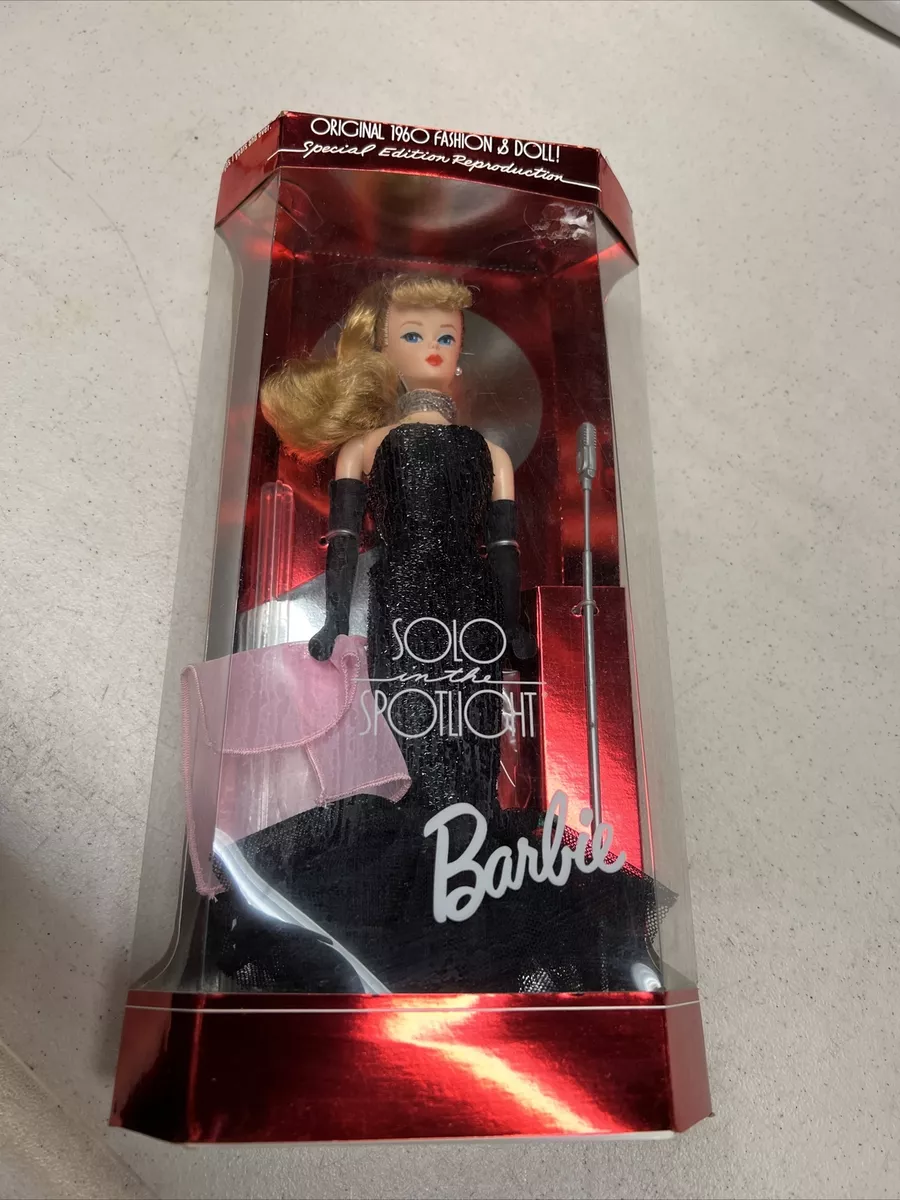 ORIGINAL 1960 FASHION & DOLL!
Special Edition Reproduction
SOLO
in the
SPOTLIGHT
Barbie